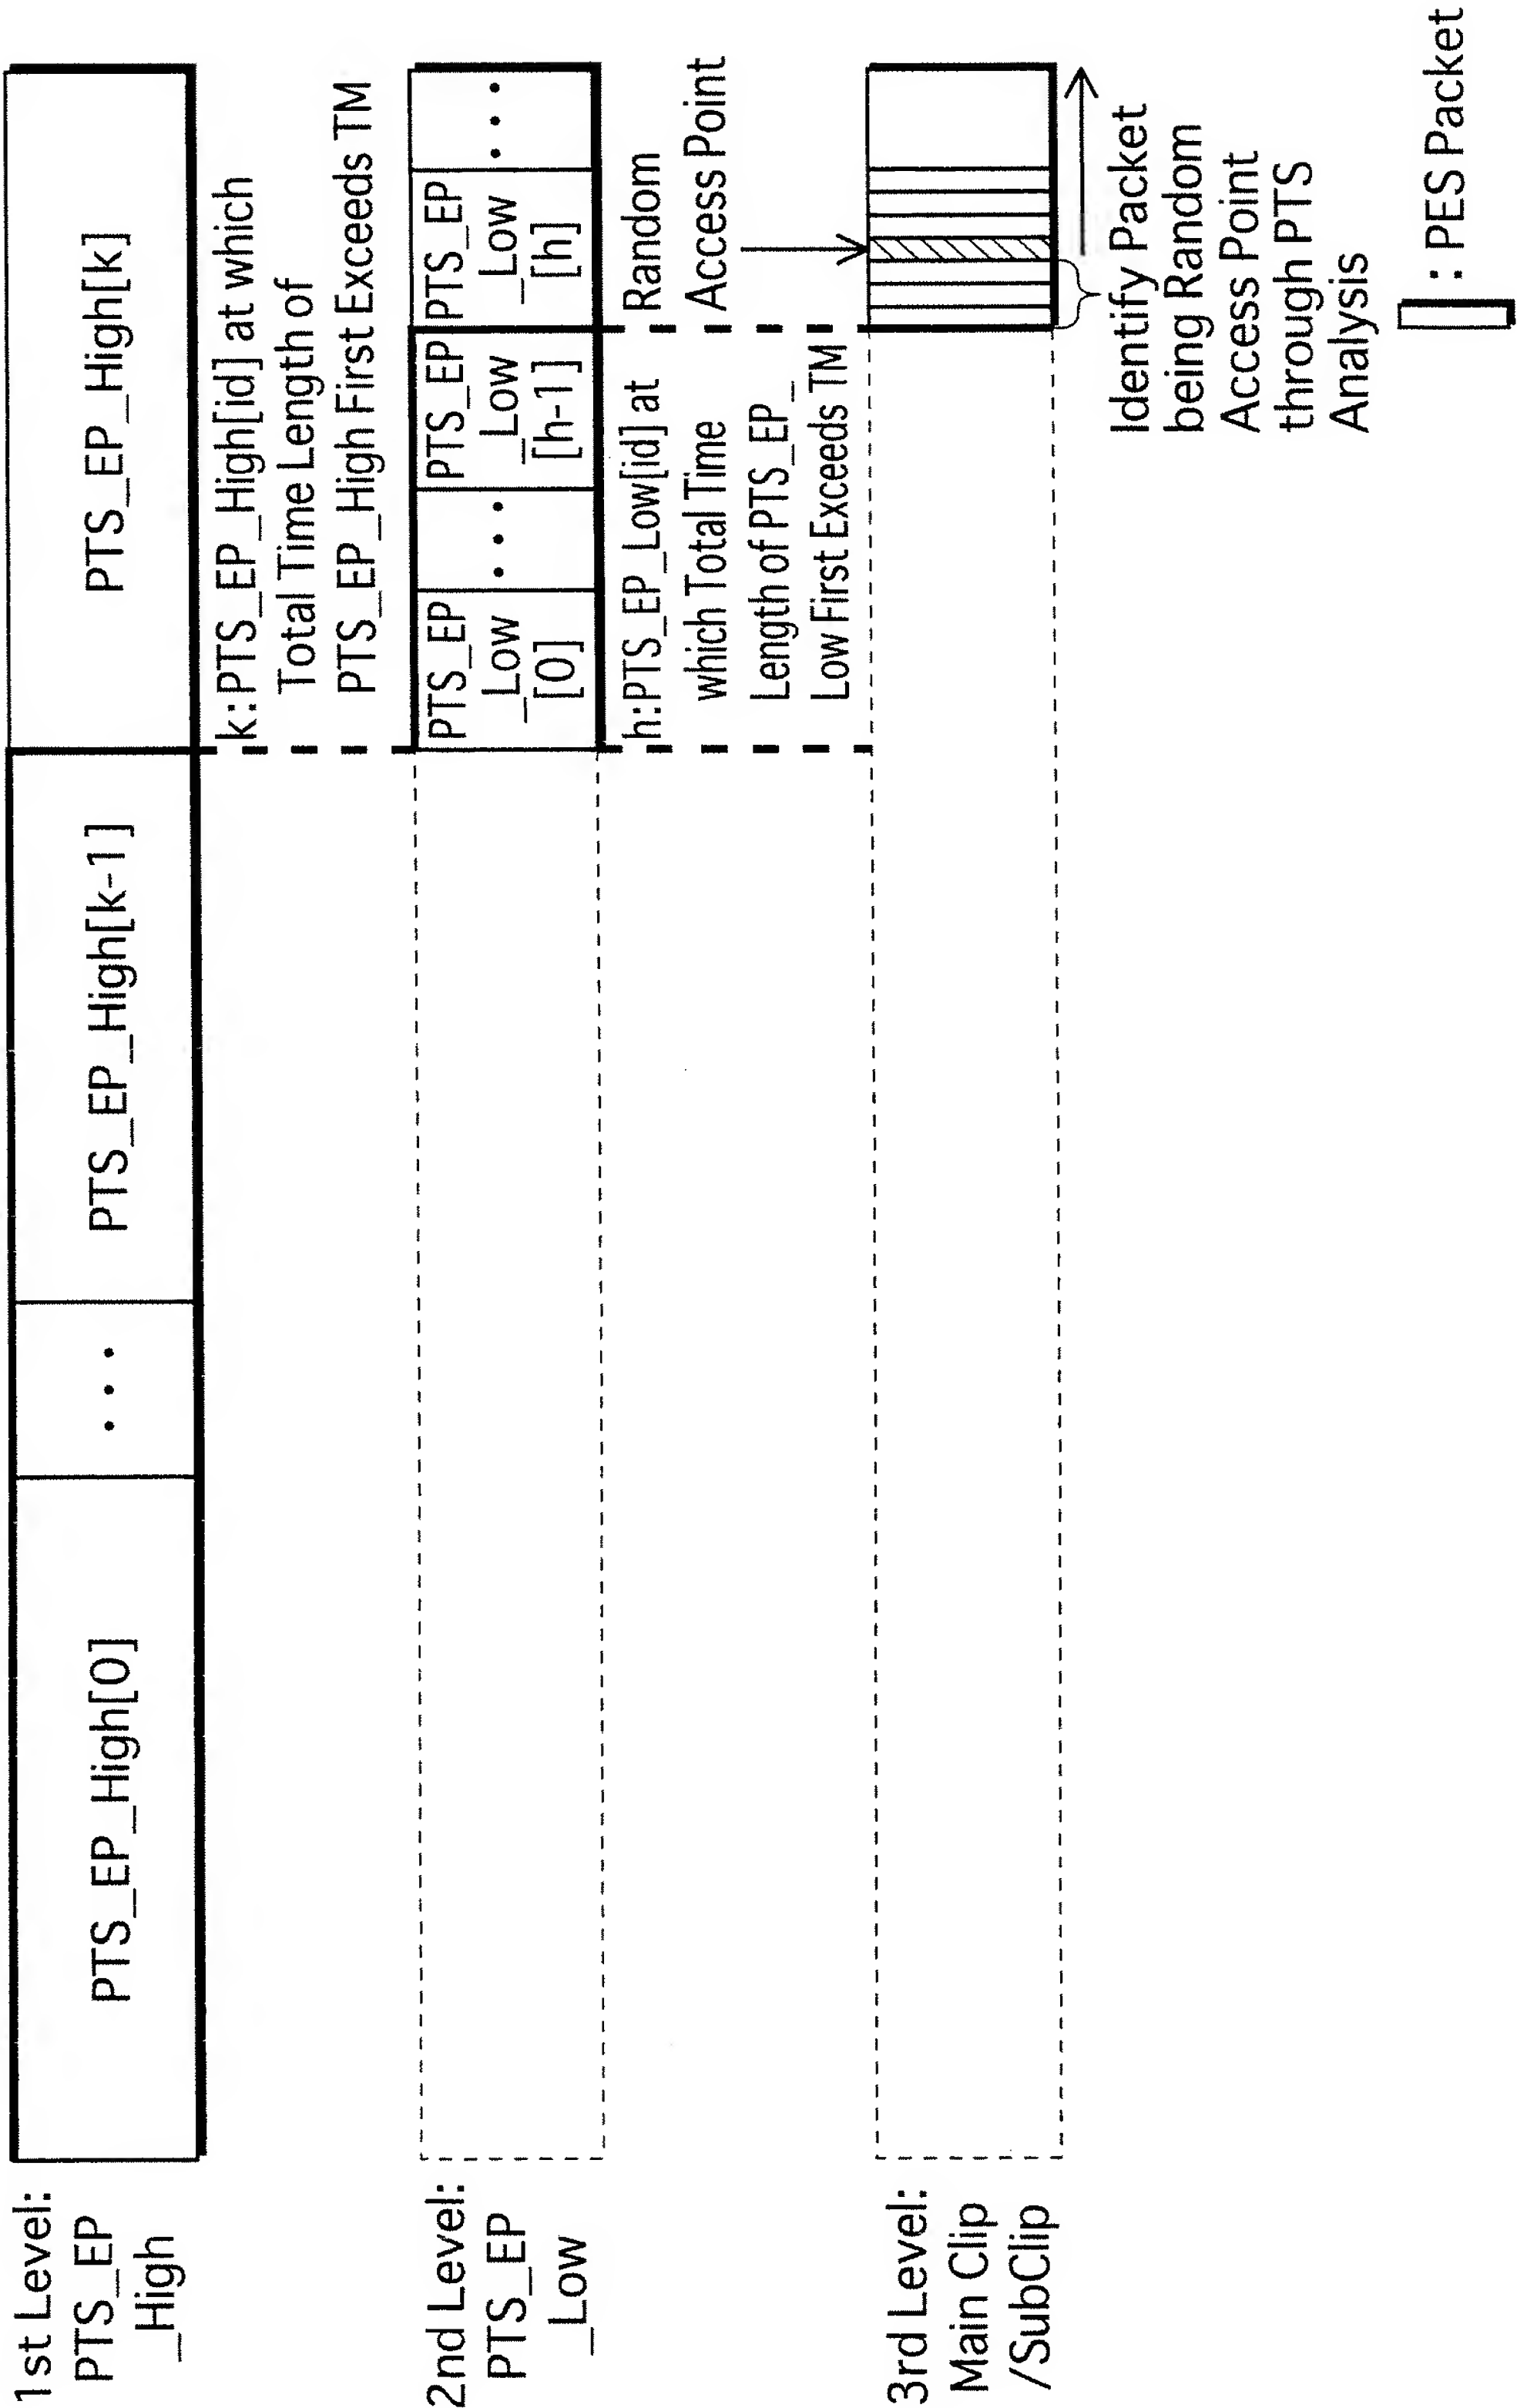 1st Level:
PTS_EP
_High
PTS_EP_High[0]
• • •
PTS_EP_High[k-1]
PTS_EP_High[k]
k:PTS_EP_High[id] at which
Total Time Length of
PTS_EP_High First Exceeds TM
2nd Level:
PTS_EP
_Low
PTS_EP
_Low
[0]
• • •
PTS_EP
_Low
[h-1]
PTS_EP
_Low
[h]
• • •
h:PTS_EP_Low[id] at
which Total Time
Length of PTS_EP_
Low First Exceeds TM
Random
Access Point
3rd Level:
Main Clip
/SubClip
Identify Packet
being Random
Access Point
through PTS
Analysis
: PES Packet